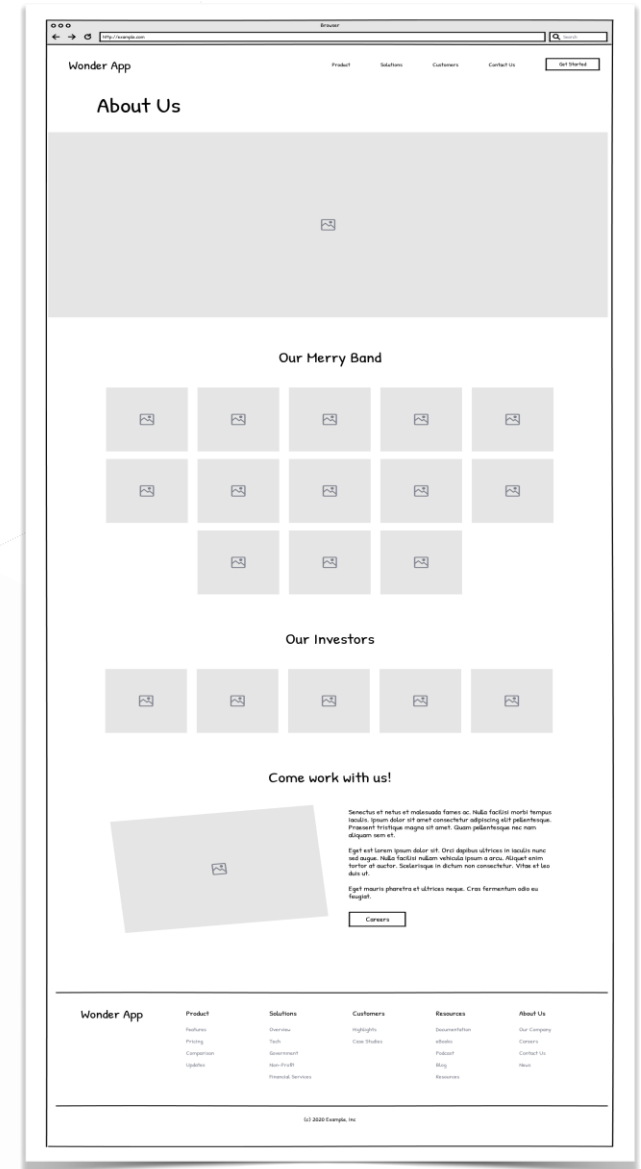 Browser
http://example.com
Search
Wonder App
Product
Solutions
Customers
Contact Us
Get Started
About Us
Our Merry Band
Our Investors
Come work with us!
Senectus et netus et malesuada fames ac. Nulla facilisi morbi tempus
iaculis. Ipsum dolor sit amet consectetur adipiscing elit pellentesque.
Praesent tristique magna sit amet. Quam pellentesque nec nam
aliquam sem et.
Eget est lorem ipsum dolor sit. Orci dapibus ultrices in iaculis nunc
sed augue. Nulla facilisi nullam vehicula ipsum a arcu. Aliquet enim
tortor at auctor. Scelerisque in dictum non consectetur. Vitae et leo
duis ut.
Eget mauris pharetra et ultrices neque. Cras fermentum odio eu
feugiat.
Careers
Wonder App
Product
Features
Pricing
Comparison
Updates
Solutions
Overview
Tech
Government
Non-Profit
Financial Services
Customers
Highlights
Case Studies
Resources
Documentation
eBooks
Podcast
Blog
Resources
About Us
Our Company
Careers
Contact Us
News
(c) 2020 Example, Inc